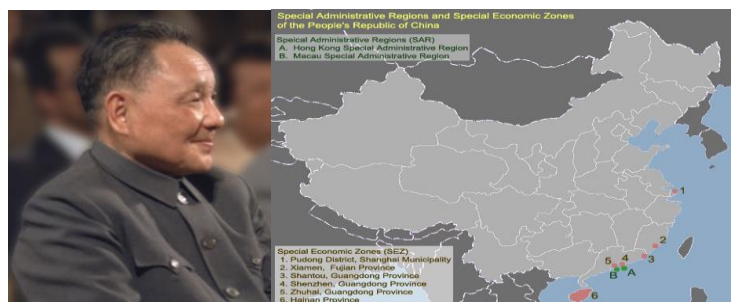 Special Administrative Regions and Special Economic Zones
of the People's Republic of China
Speical Administrative Regions (SAR)
A. Hong Kong Special Administrative Region
B. Macau Special Administrative Region
1
2
3
5 4
B A
6
Special Economic Zones (SEZ)
1. Pudong District, Shanghai Municipality
2. Xiamen, Fujian Province
3. Shantou, Guangdong Province
4. Shenzhen, Guangdong Province
5. Zhuhai, Guangdong Province
6. Hainan Province